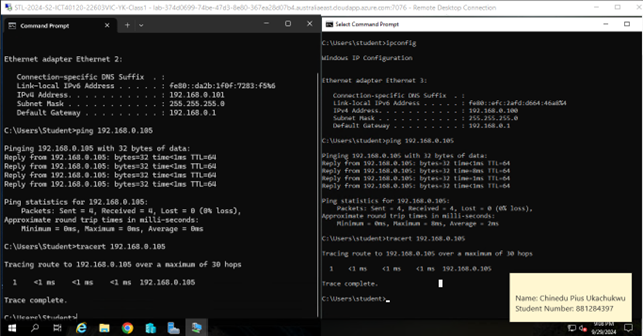 STL-2024-S2-ICT40120-22603VIC-YK-Class1 - lab-374d0699-74be-47d3-8e80-367ea28d07b4.australiaeast.cloudapp.azure.com:7076 - Remote Desktop Connection
Command Prompt
Ethernet adapter Ethernet 2:
Connection-specific DNS Suffix . :
Link-local IPv6 Address . . . . . : fe80::da2b:1f0f:7283:f5%6
IPv4 Address. . . . . . . . . . . : 192.168.0.101
Subnet Mask . . . . . . . . . . . : 255.255.255.0
Default Gateway . . . . . . . . . : 192.168.0.1
C:\Users\Student>ping 192.168.0.105
Pinging 192.168.0.105 with 32 bytes of data:
Reply from 192.168.0.105: bytes=32 time<1ms TTL=64
Reply from 192.168.0.105: bytes=32 time<1ms TTL=64
Reply from 192.168.0.105: bytes=32 time<1ms TTL=64
Reply from 192.168.0.105: bytes=32 time<1ms TTL=64
Ping statistics for 192.168.0.105:
Packets: Sent = 4, Received = 4, Lost = 0 (0% loss),
Approximate round trip times in milli-seconds:
Minimum = 0ms, Maximum = 0ms, Average = 0ms
C:\Users\Student>tracert 192.168.0.105
Tracing route to 192.168.0.105 over a maximum of 30 hops
1 <1 ms <1 ms <1 ms 192.168.0.105
Trace complete.
C:\Users\Student>
Select Command Prompt
C:\Users\student>ipconfig
Windows IP Configuration
Ethernet adapter Ethernet 3:
Connection-specific DNS Suffix . :
Link-local IPv6 Address . . . . . : fe80::efc:2afd:d664:46a8%4
IPv4 Address. . . . . . . . . . . : 192.168.0.100
Subnet Mask . . . . . . . . . . . : 255.255.255.0
Default Gateway . . . . . . . . . : 192.168.0.1
C:\Users\student>ping 192.168.0.105
Pinging 192.168.0.105 with 32 bytes of data:
Reply from 192.168.0.105: bytes=32 time<1ms TTL=64
Reply from 192.168.0.105: bytes=32 time=8ms TTL=64
Reply from 192.168.0.105: bytes=32 time<1ms TTL=64
Reply from 192.168.0.105: bytes=32 time<1ms TTL=64
Ping statistics for 192.168.0.105:
Packets: Sent = 4, Received = 4, Lost = 0 (0% loss),
Approximate round trip times in milli-seconds:
Minimum = 0ms, Maximum = 8ms, Average = 2ms
C:\Users\student>tracert 192.168.0.105
Tracing route to 192.168.0.105 over a maximum of 30 hops
1 <1 ms <1 ms <1 ms 192.168.0.105
Trace complete.
C:\Users\student>
Name: Chinedu Pius Ukachukwu
Student Number: 881284397
9:08 PM
9/29/2024